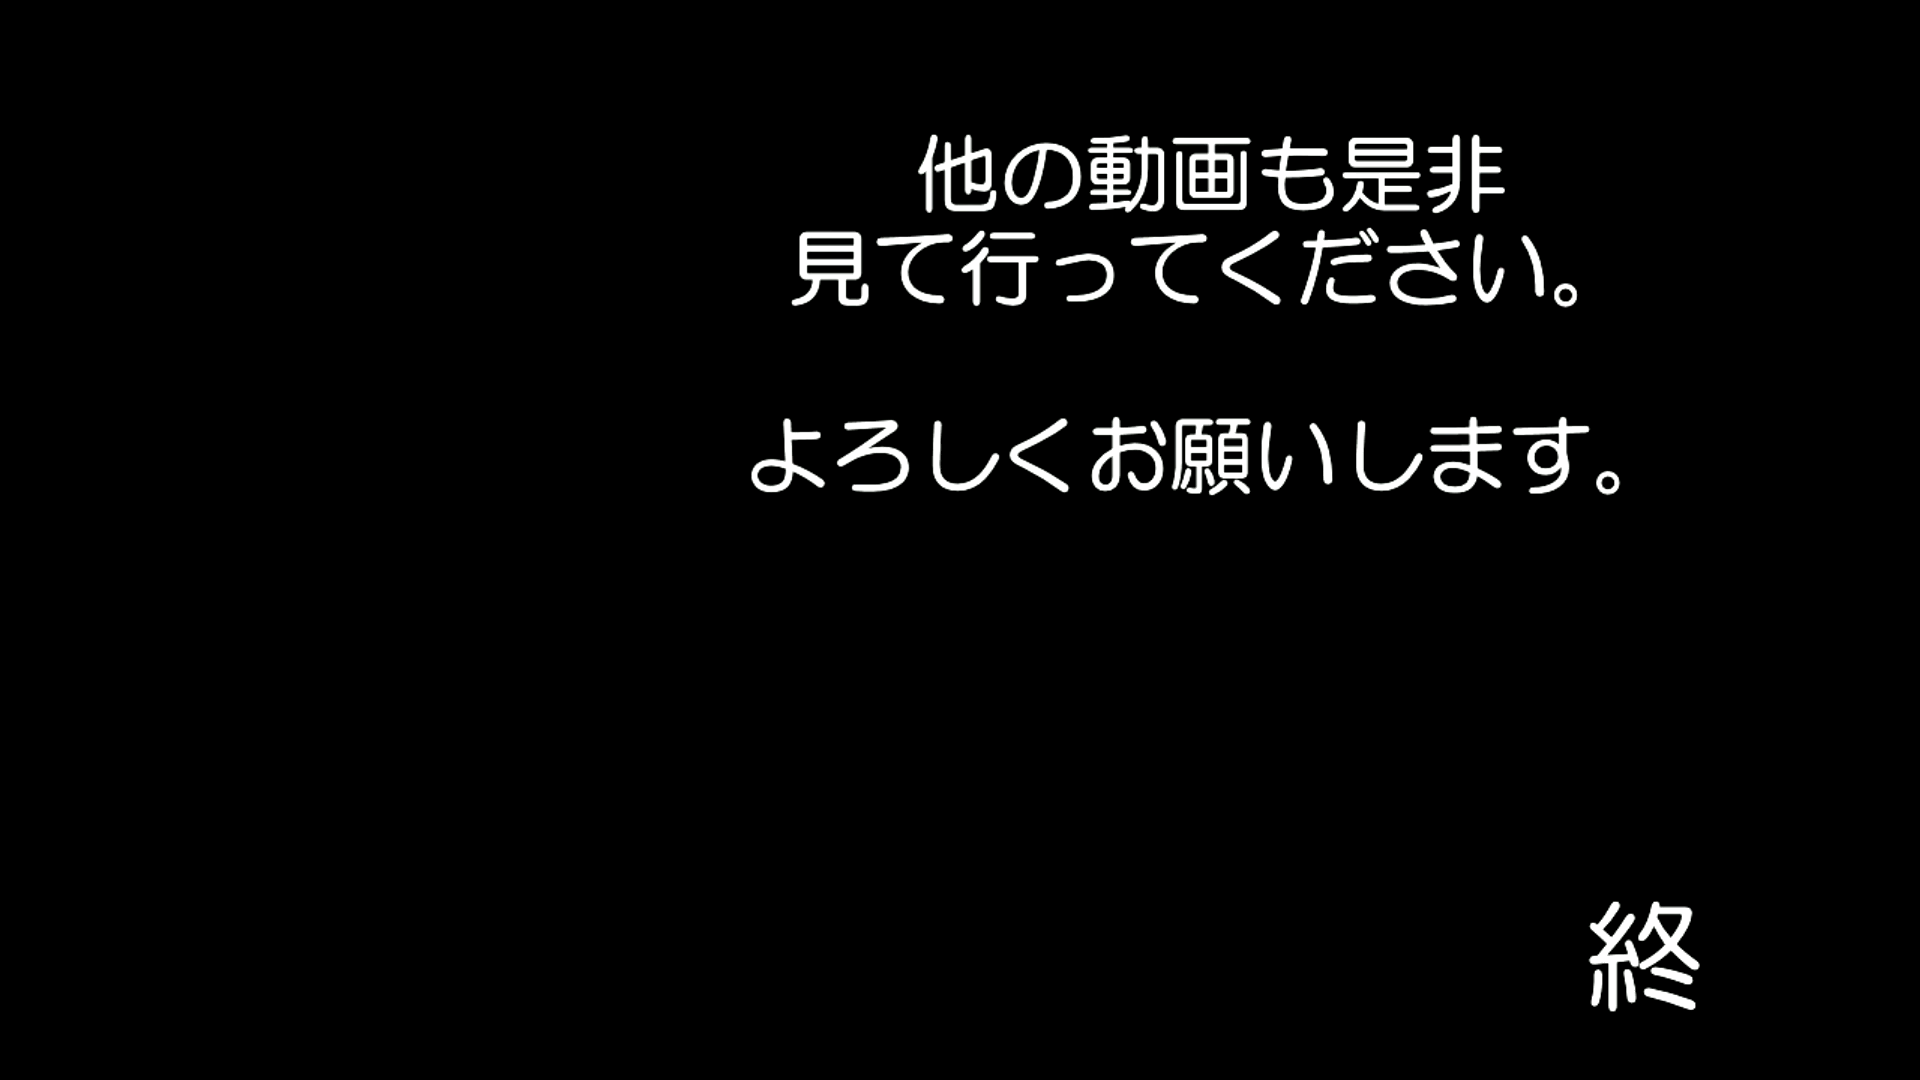 他の動画も是非
見て行ってください。
よろしくお願いします。
終